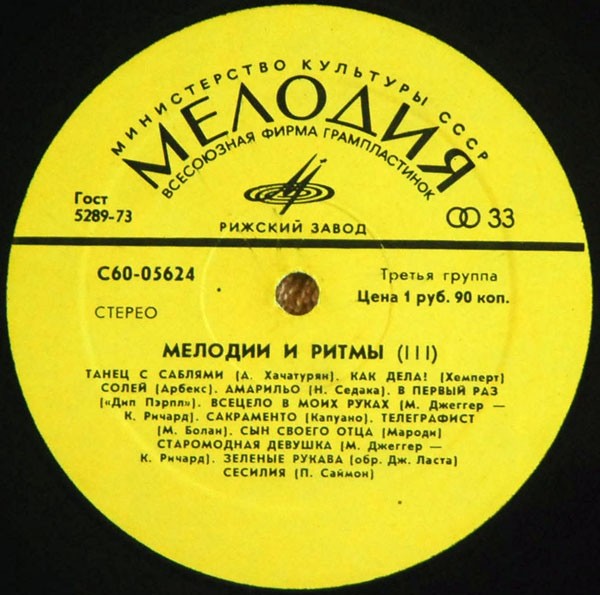 МИНИСТЕРСТВО КУЛЬТУРЫ СССР
МЕЛОДИЯ
ВСЕСОЮЗНАЯ ФИРМА ГРАМПЛАСТИНОК
Гост
5289-73
РИЖСКИЙ ЗАВОД
33
С60-05624
Третья группа
Цена 1 руб. 90 коп.
СТЕРЕО
МЕЛОДИИ И РИТМЫ (III)
ТАНЕЦ С САБЛЯМИ (А. Хачатурян). КАК ДЕЛА! (Хемперт)
СОЛЕЙ (Арбекс). АМАРИЛЬО (Н. Седака). В ПЕРВЫЙ РАЗ
(«Дип Пэрпл»). ВСЕЦЕЛО В МОИХ РУКАХ (М. Джеггер —
К. Ричард). САКРАМЕНТО (Капуано). ТЕЛЕГРАФИСТ
(М. Болан). СЫН СВОЕГО ОТЦА (Мароди)
СТАРОМОДНАЯ ДЕВУШКА (М. Джеггер —
К. Ричард). ЗЕЛЕНЫЕ РУКАВА (обр. Дж. Ласта)
СЕСИЛИЯ (П. Саймон)